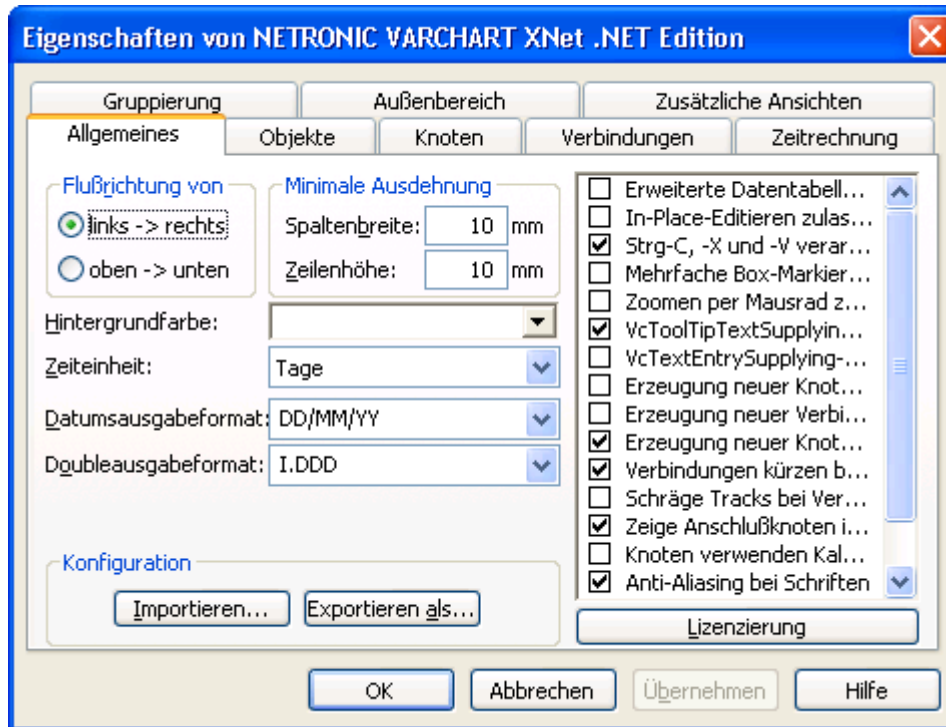 Eigenschaften von NETRONIC VARCHART XNet .NET Edition
Gruppierung
Außenbereich
Zusätzliche Ansichten
Allgemeines
Objekte
Knoten
Verbindungen
Zeitrechnung
Flußrichtung von
links -> rechts
oben -> unten
Minimale Ausdehnung
Spaltenbreite: 10 mm
Zeilenhöhe: 10 mm
Hintergrundfarbe:
Zeiteinheit: Tage
Datumsausgabeformat: DD/MM/YY
Doubleausgabeformat: I.DDD
Konfiguration
Importieren...
Exportieren als...
Erweiterte Datentabell...
In-Place-Editieren zulas...
Strg-C, -X und -V verar...
Mehrfache Box-Markier...
Zoomen per Mausrad z...
VcToolTipTextSupplyin...
VcTextEntrySupplying-...
Erzeugung neuer Knot...
Erzeugung neuer Verbi...
Erzeugung neuer Knot...
Verbindungen kürzen b...
Schräge Tracks bei Ver...
Zeige Anschlußknoten i...
Knoten verwenden Kal...
Anti-Aliasing bei Schriften
Lizenzierung
OK
Abbrechen
Übernehmen
Hilfe